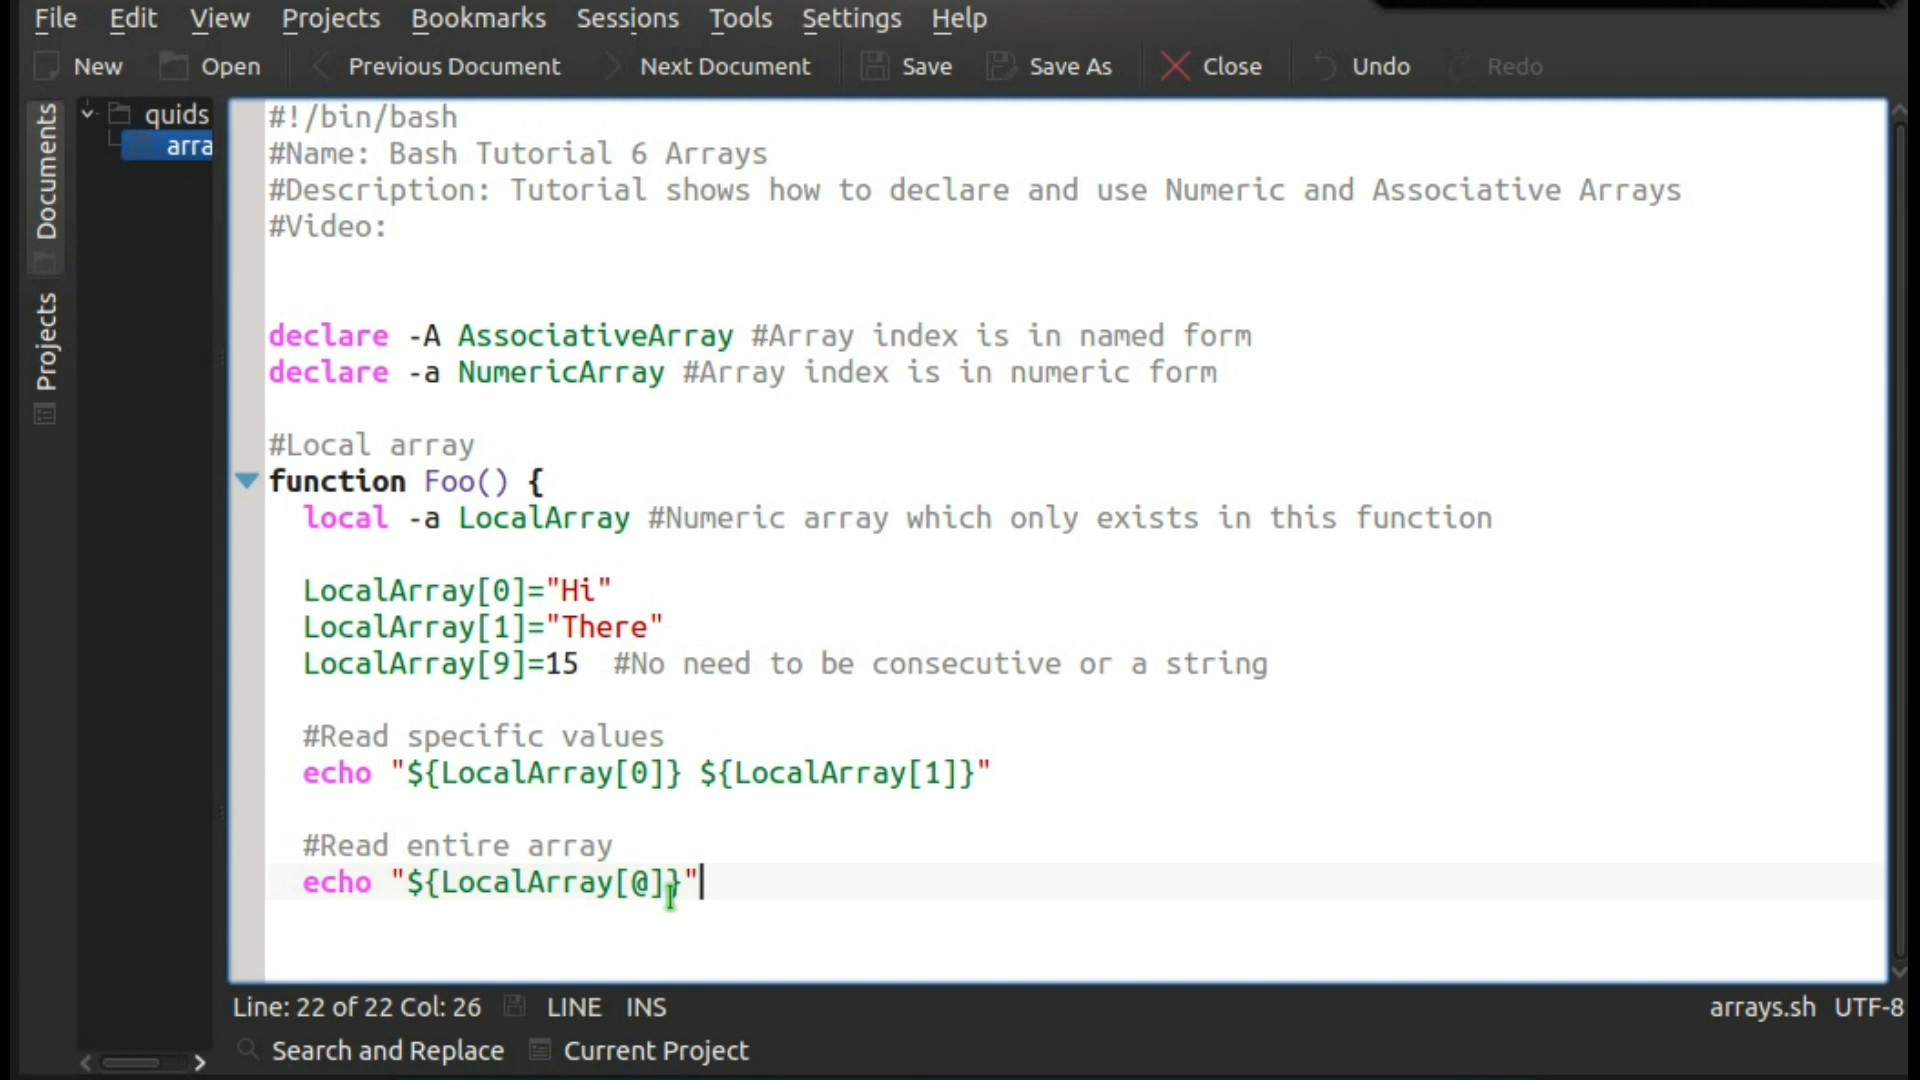 File Edit View Projects Bookmarks Sessions Tools Settings Help
New Open Previous Document Next Document Save Save As Close Undo Redo
Documents
Projects
quids
arra
#!/bin/bash
#Name: Bash Tutorial 6 Arrays
#Description: Tutorial shows how to declare and use Numeric and Associative Arrays
#Video:
declare -A AssociativeArray #Array index is in named form
declare -a NumericArray #Array index is in numeric form
#Local array
function Foo() {
local -a LocalArray #Numeric array which only exists in this function
LocalArray[0]="Hi"
LocalArray[1]="There"
LocalArray[9]=15 #No need to be consecutive or a string
#Read specific values
echo "${LocalArray[0]} ${LocalArray[1]}"
#Read entire array
echo "${LocalArray[@]}"
Line: 22 of 22 Col: 26 LINE INS arrays.sh UTF-8
Search and Replace Current Project